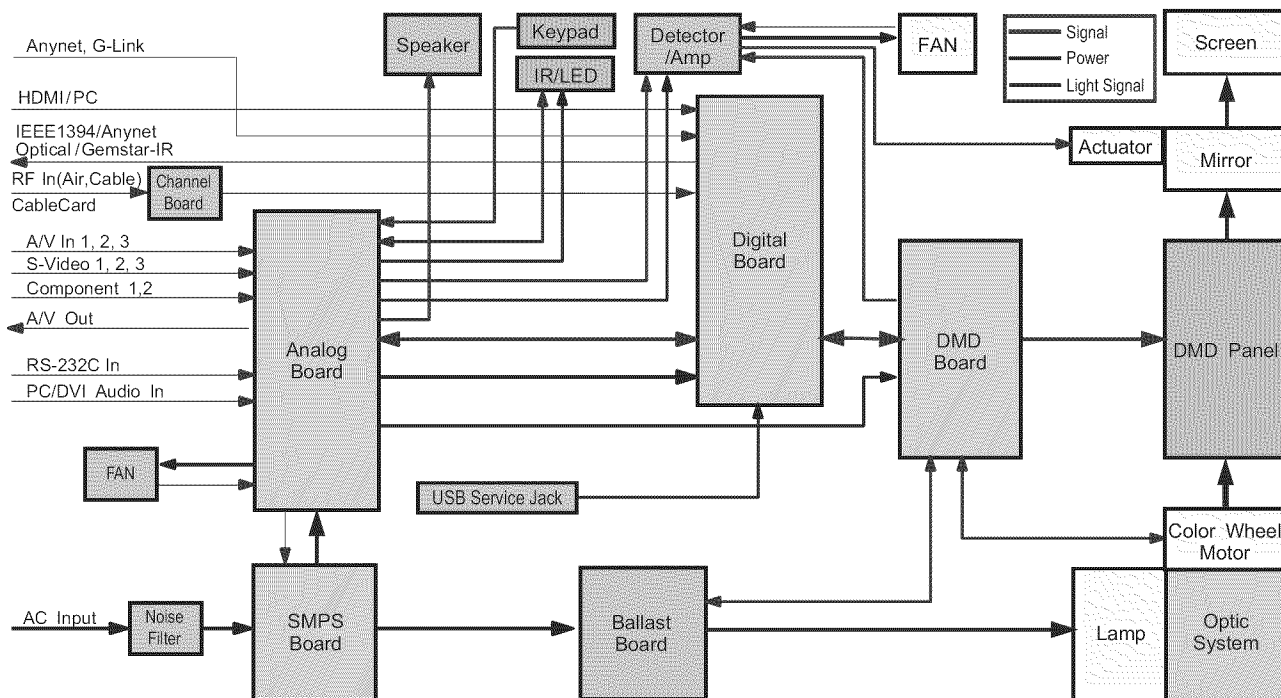 Speaker
Keypad
IR/LED
Detector
/Amp
FAN
Signal
Power
Light Signal
Screen
Anynet, G-Link
HDMI/PC
IEEE1394/Anynet
Optical/Gemstar-IR
RF In(Air,Cable)
CableCard
Channel
Board
Actuator
Mirror
A/V In 1, 2, 3
S-Video 1, 2, 3
Component 1,2
A/V Out
RS-232C In
PC/DVI Audio In
Analog
Board
Digital
Board
DMD
Board
DMD Panel
FAN
USB Service Jack
Color Wheel
Motor
AC Input
Noise
Filter
SMPS
Board
Ballast
Board
Lamp
Optic
System